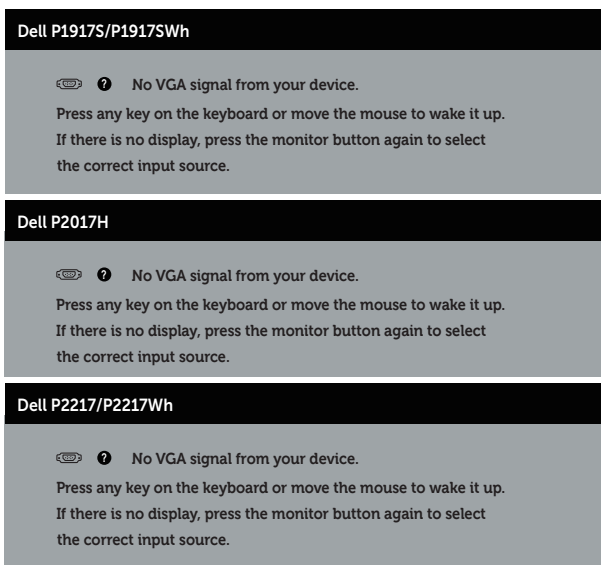 Dell P1917S/P1917SWh
? No VGA signal from your device.
Press any key on the keyboard or move the mouse to wake it up.
If there is no display, press the monitor button again to select
the correct input source.
Dell P2017H
? No VGA signal from your device.
Press any key on the keyboard or move the mouse to wake it up.
If there is no display, press the monitor button again to select
the correct input source.
Dell P2217/P2217Wh
? No VGA signal from your device.
Press any key on the keyboard or move the mouse to wake it up.
If there is no display, press the monitor button again to select
the correct input source.